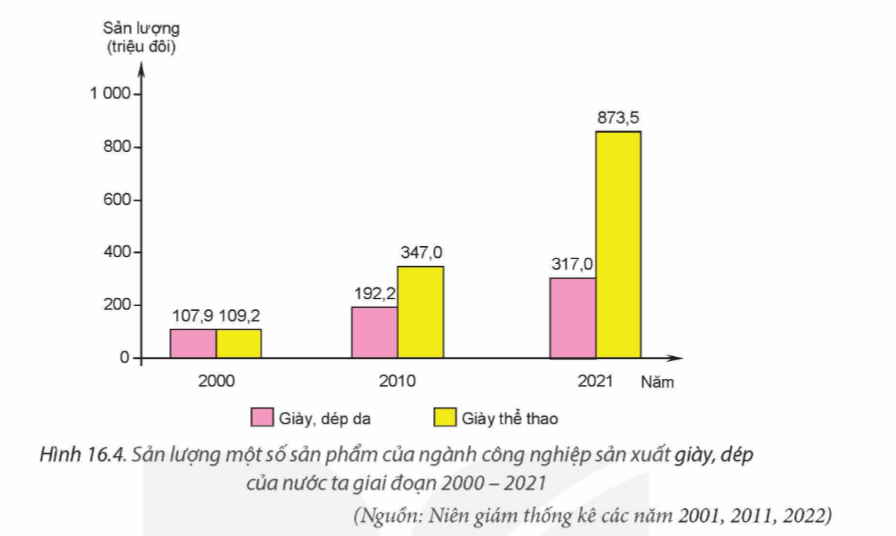 Sản lượng
(triệu đôi)
1 000
800
600
400
200
0
107,9 109,2
192,2
347,0
317,0
873,5
2000
2010
2021
Năm
Giày, dép da
Giày thể thao
Hình 16.4. Sản lượng một số sản phẩm của ngành công nghiệp sản xuất giày, dép
của nước ta giai đoạn 2000 – 2021
(Nguồn: Niên giám thống kê các năm 2001, 2011, 2022)